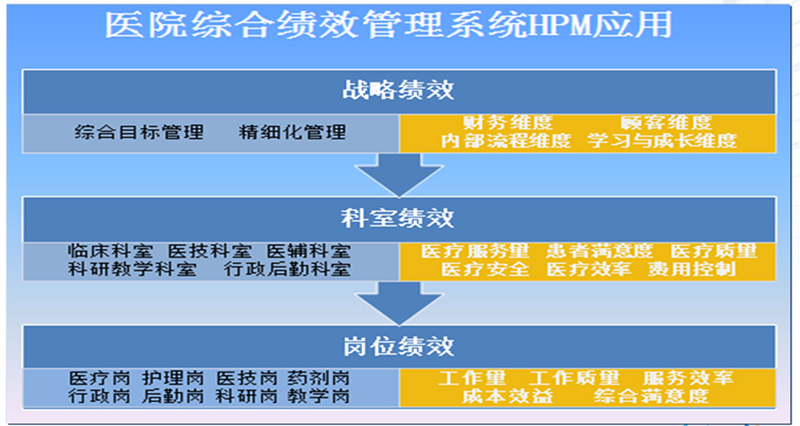 医院综合绩效管理系统HPM应用
战略绩效
综合目标管理 精细化管理
财务维度 顾客维度
内部流程维度 学习与成长维度
科室绩效
临床科室 医技科室 医辅科室
科研教学科室 行政后勤科室
医疗服务量 患者满意度 医疗质量
医疗安全 医疗效率 费用控制
岗位绩效
医疗岗 护理岗 医技岗 药剂岗
行政岗 后勤岗 科研岗 教学岗
工作量 工作质量 服务效率
成本效益 综合满意度